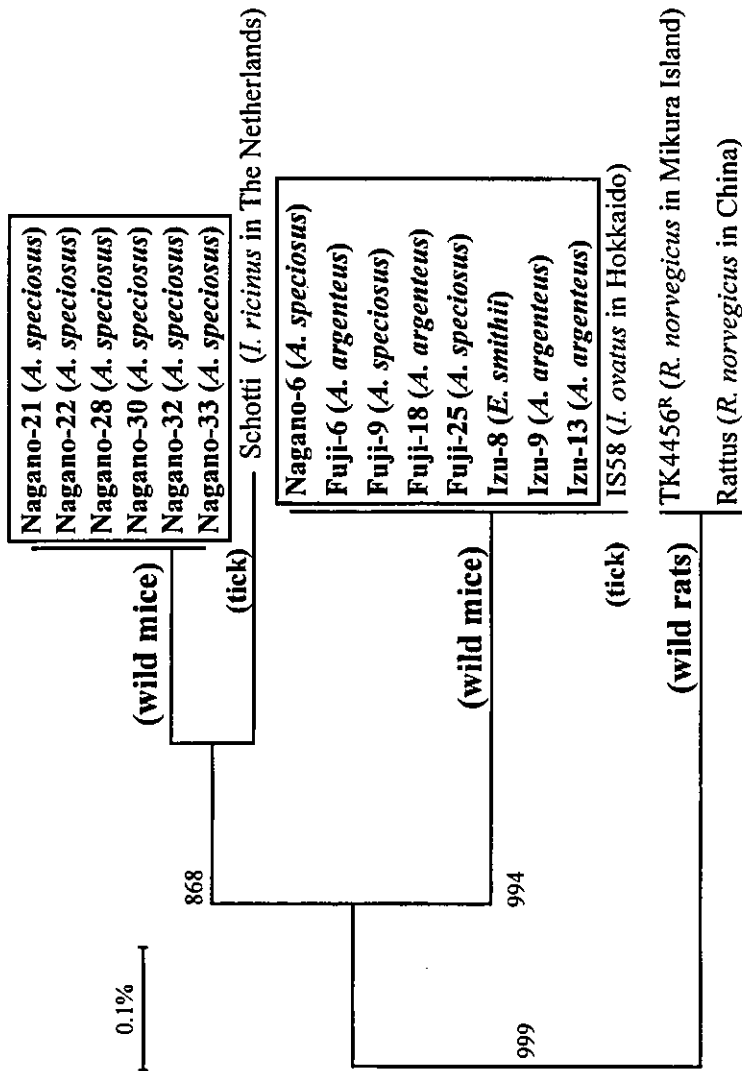 0.1%
868
994
999
(wild mice)
Nagano-21 (A. speciosus)
Nagano-22 (A. speciosus)
Nagano-28 (A. speciosus)
Nagano-30 (A. speciosus)
Nagano-32 (A. speciosus)
Nagano-33 (A. speciosus)
(tick)
Schotti (I. ricinus in The Netherlands)
(wild mice)
Nagano-6 (A. speciosus)
Fuji-6 (A. argenteus)
Fuji-9 (A. speciosus)
Fuji-18 (A. argenteus)
Fuji-25 (A. speciosus)
Izu-8 (E. smithii)
Izu-9 (A. argenteus)
Izu-13 (A. argenteus)
(tick)
IS58 (I. ovatus in Hokkaido)
(wild rats)
TK4456ᴿ (R. norvegicus in Mikura Island)
Rattus (R. norvegicus in China)